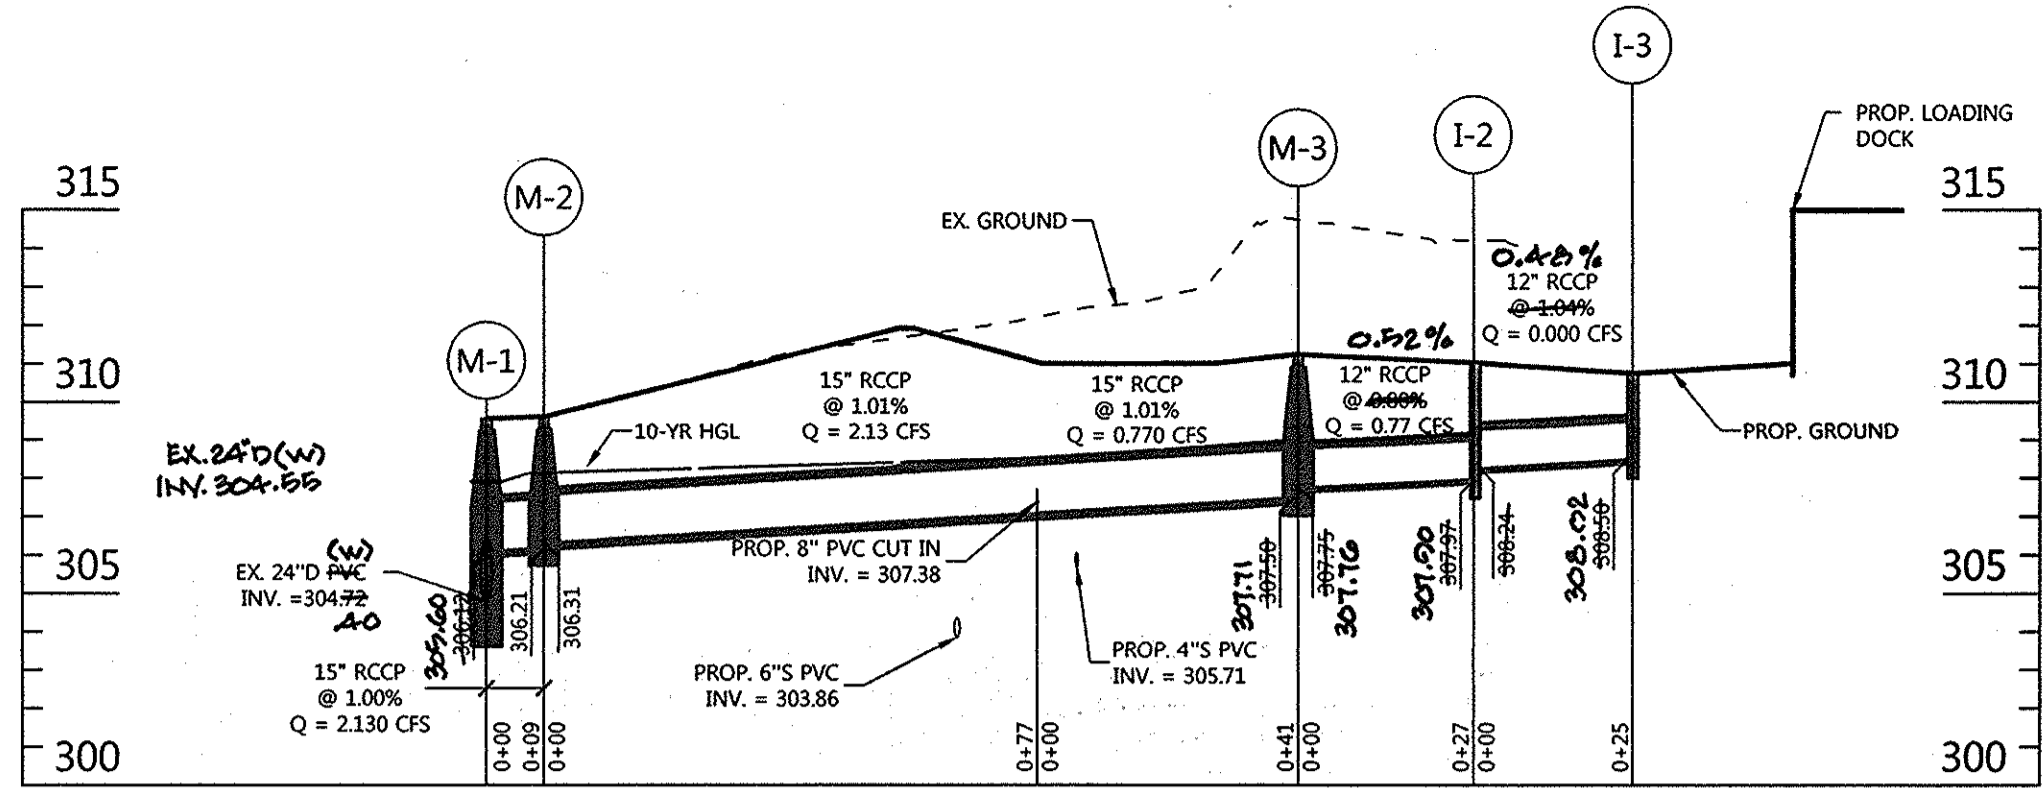 I-3
PROP. LOADING
DOCK
M-3
I-2
M-2
315
315
EX. GROUND
0.48%
12" RCCP
@ 1.04%
Q = 0.000 CFS
M-1
0.52%
310
310
15" RCCP
@ 1.01%
Q = 2.13 CFS
15" RCCP
@ 1.01%
Q = 0.770 CFS
12" RCCP
@ 0.80%
Q = 0.77 CFS
10-YR HGL
PROP. GROUND
EX. 24"D (W)
INV. 304.55
(W)
EX. 24"D PVC
INV. =304.72
40
305
305
PROP. 8" PVC CUT IN
INV. = 307.38
305.60
306.12
306.21
306.31
307.71
307.50
307.75
307.76
307.90
307.97
308.24
308.02
308.50
15" RCCP
@ 1.00%
Q = 2.130 CFS
PROP. 6"S PVC
INV. = 303.86
PROP. 4"S PVC
INV. = 305.71
300
300
0+00
0+09
0+00
0+77
0+00
0+41
0+00
0+27
0+00
0+25